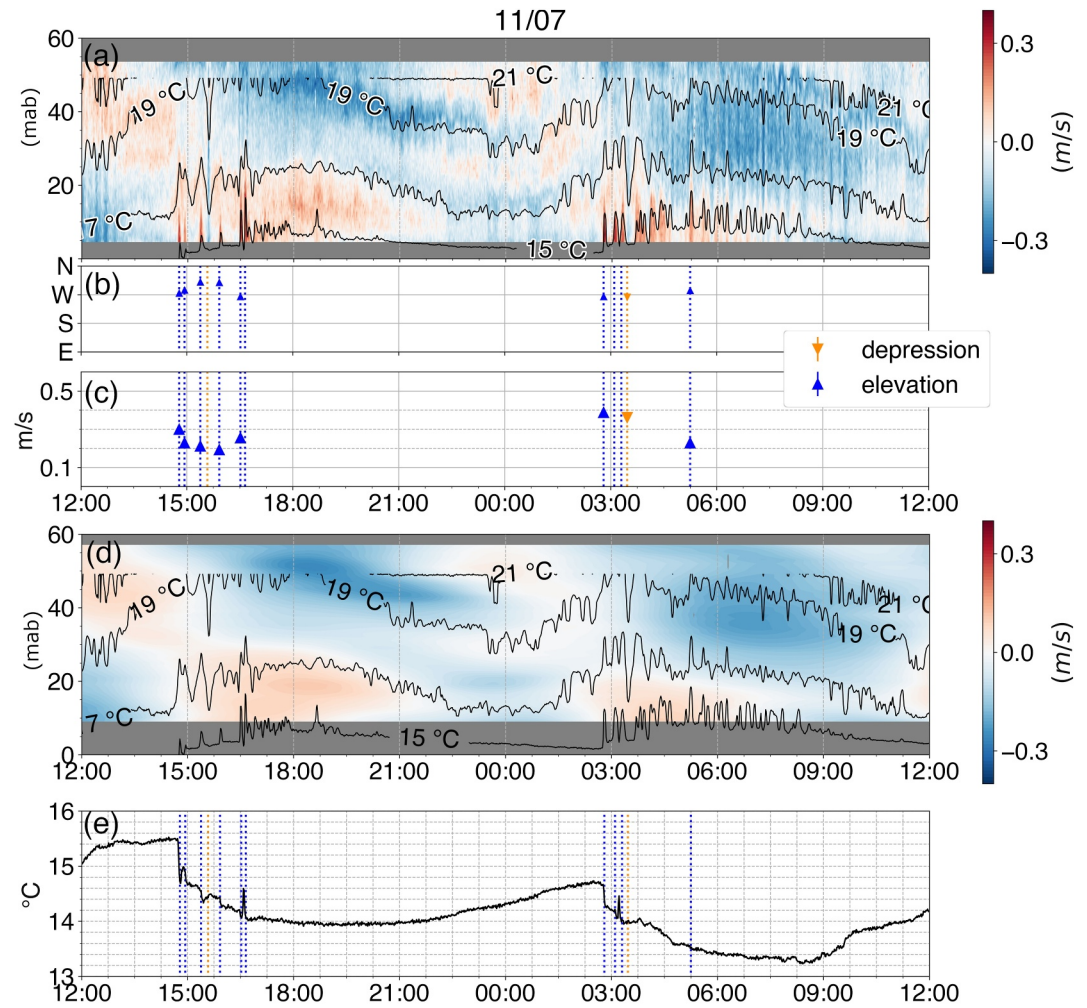 11/07
(a)
60
40
20
(mab)
19 °C
19 °C
21 °C
21 °C
19 °C
7 °C
15 °C
0.3
0.0
−0.3
(m/s)
(b)
N
W
S
E
depression
elevation
(c)
0.5
0.1
m/s
12:00 15:00 18:00 21:00 00:00 03:00 06:00 09:00 12:00
(d)
60
40
20
0
(mab)
19 °C
19 °C
21 °C
21 °C
19 °C
7 °C
15 °C
0.3
0.0
−0.3
(m/s)
12:00 15:00 18:00 21:00 00:00 03:00 06:00 09:00 12:00
(e)
16
15
14
13
°C
12:00 15:00 18:00 21:00 00:00 03:00 06:00 09:00 12:00